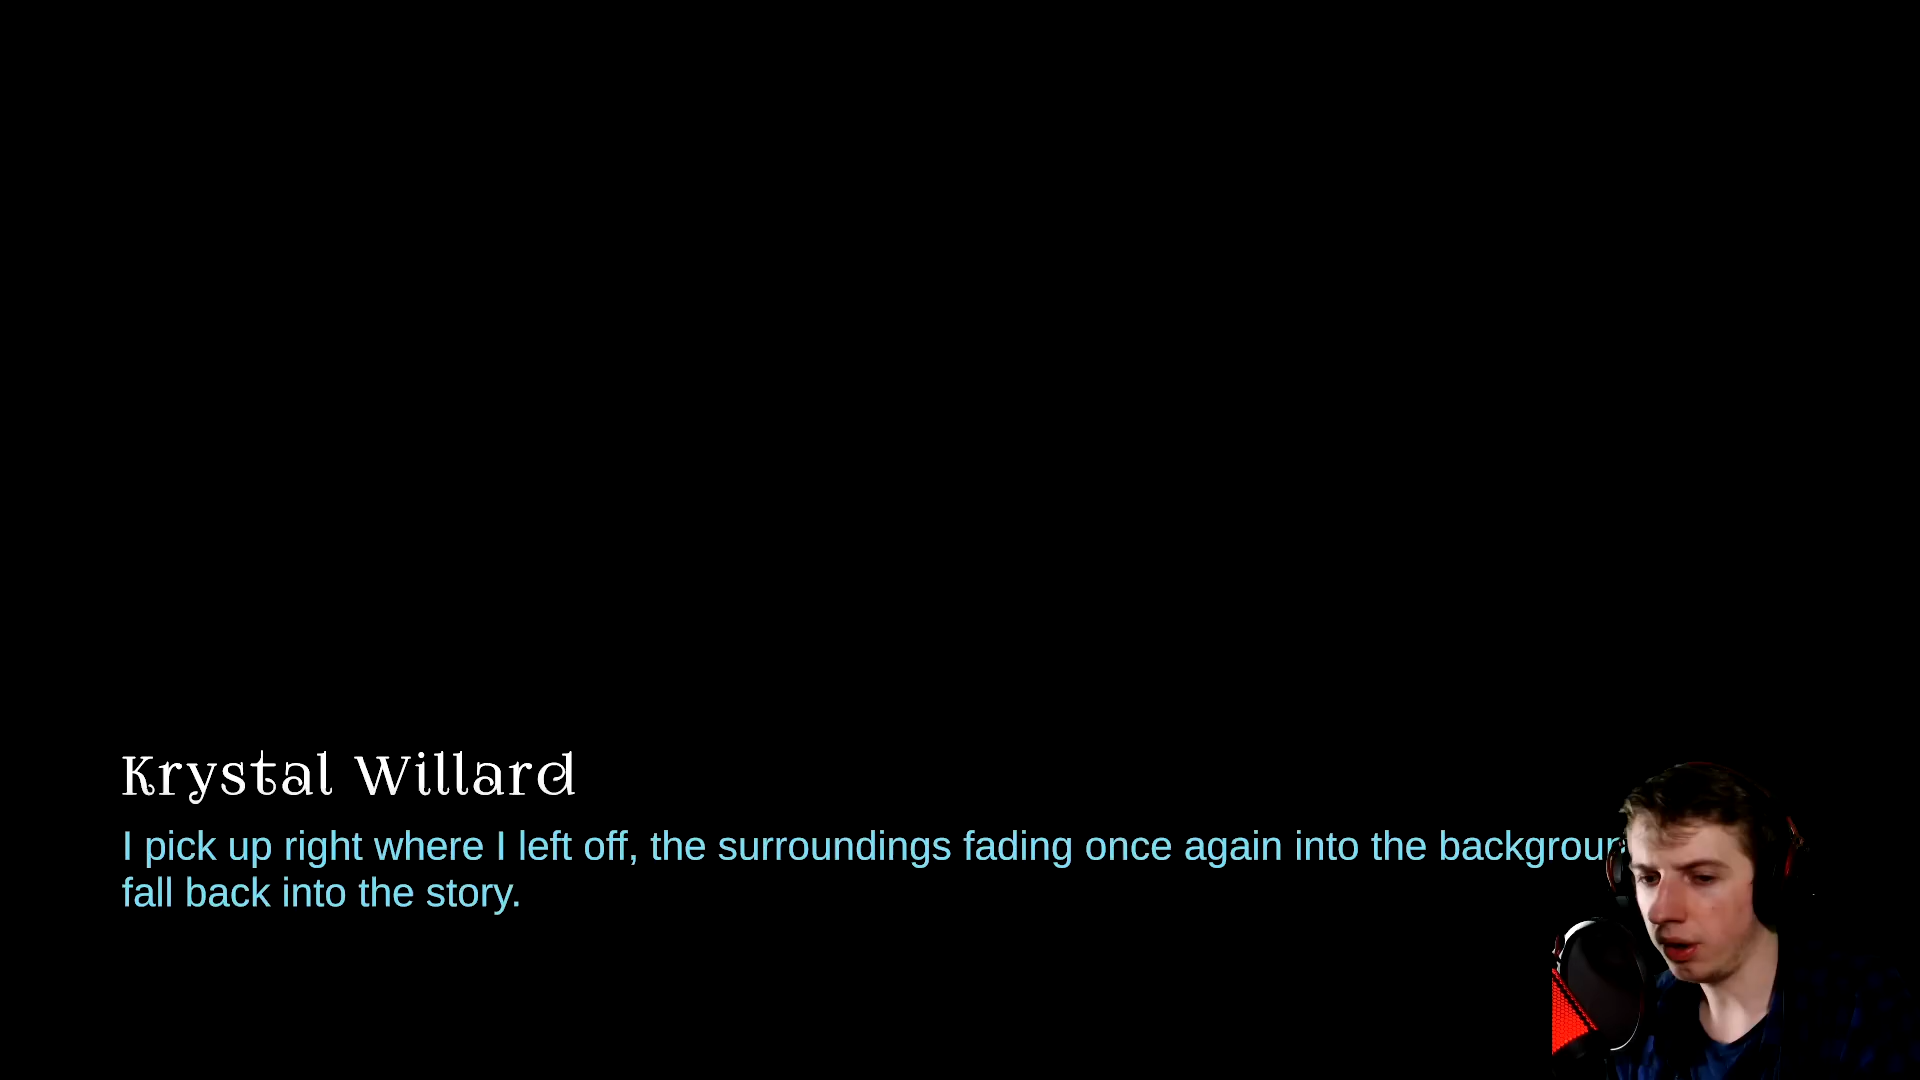 Krystal Willard
I pick up right where I left off, the surroundings fading once again into the
fall back into the story.